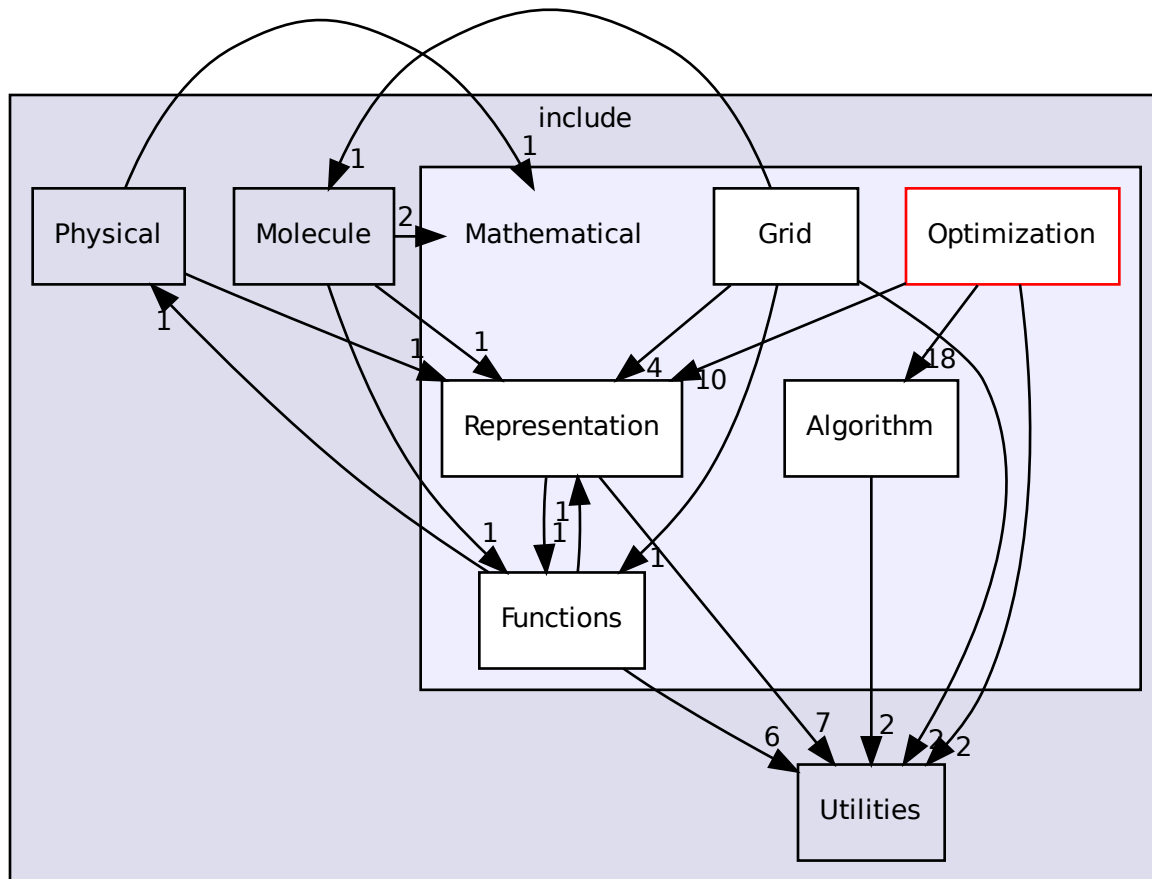 include
1
1
Physical
Molecule
2
Mathematical
Grid
Optimization
1
1
1
4
10
18
Representation
Algorithm
1
1
1
1
Functions
6
7
2
2
2
Utilities